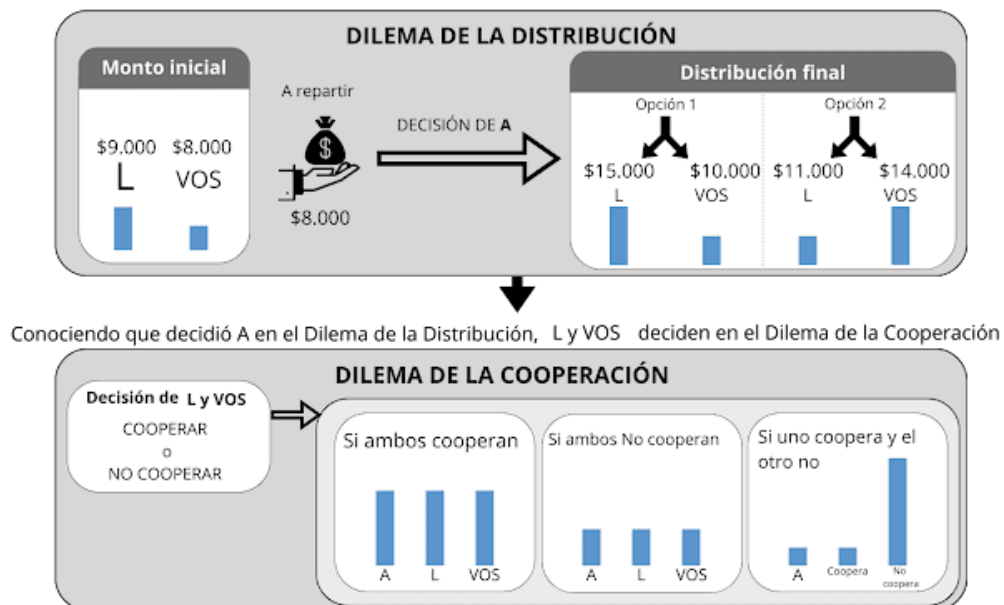 DILEMA DE LA DISTRIBUCIÓN
Monto inicial
$9.000 $8.000
L VOS
A repartir
$
$8.000
DECISIÓN DE A
Distribución final
Opción 1
$15.000 $10.000
L VOS
Opción 2
$11.000 $14.000
L VOS
Conociendo que decidió A en el Dilema de la Distribución, L y VOS deciden en el Dilema de la Cooperación
DILEMA DE LA COOPERACIÓN
Decisión de L y VOS
COOPERAR
o
NO COOPERAR
Si ambos cooperan
A L VOS
Si ambos No cooperan
A L VOS
Si uno coopera y el
otro no
A Coopera No
coopera